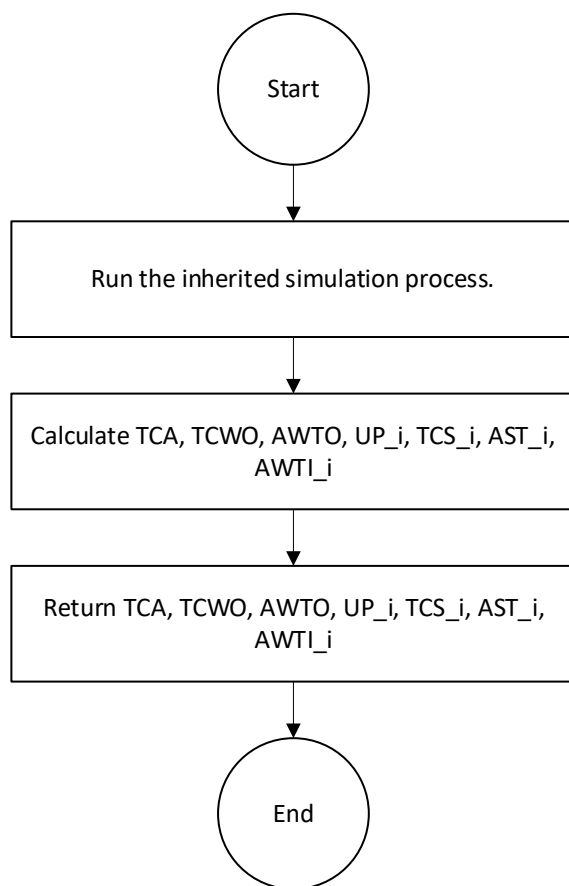 Start
Run the inherited simulation process.
Calculate TCA, TCWO, AWTO, UP_i, TCS_i, AST_i,
AWTI_i
Return TCA, TCWO, AWTO, UP_i, TCS_i, AST_i,
AWTI_i
End